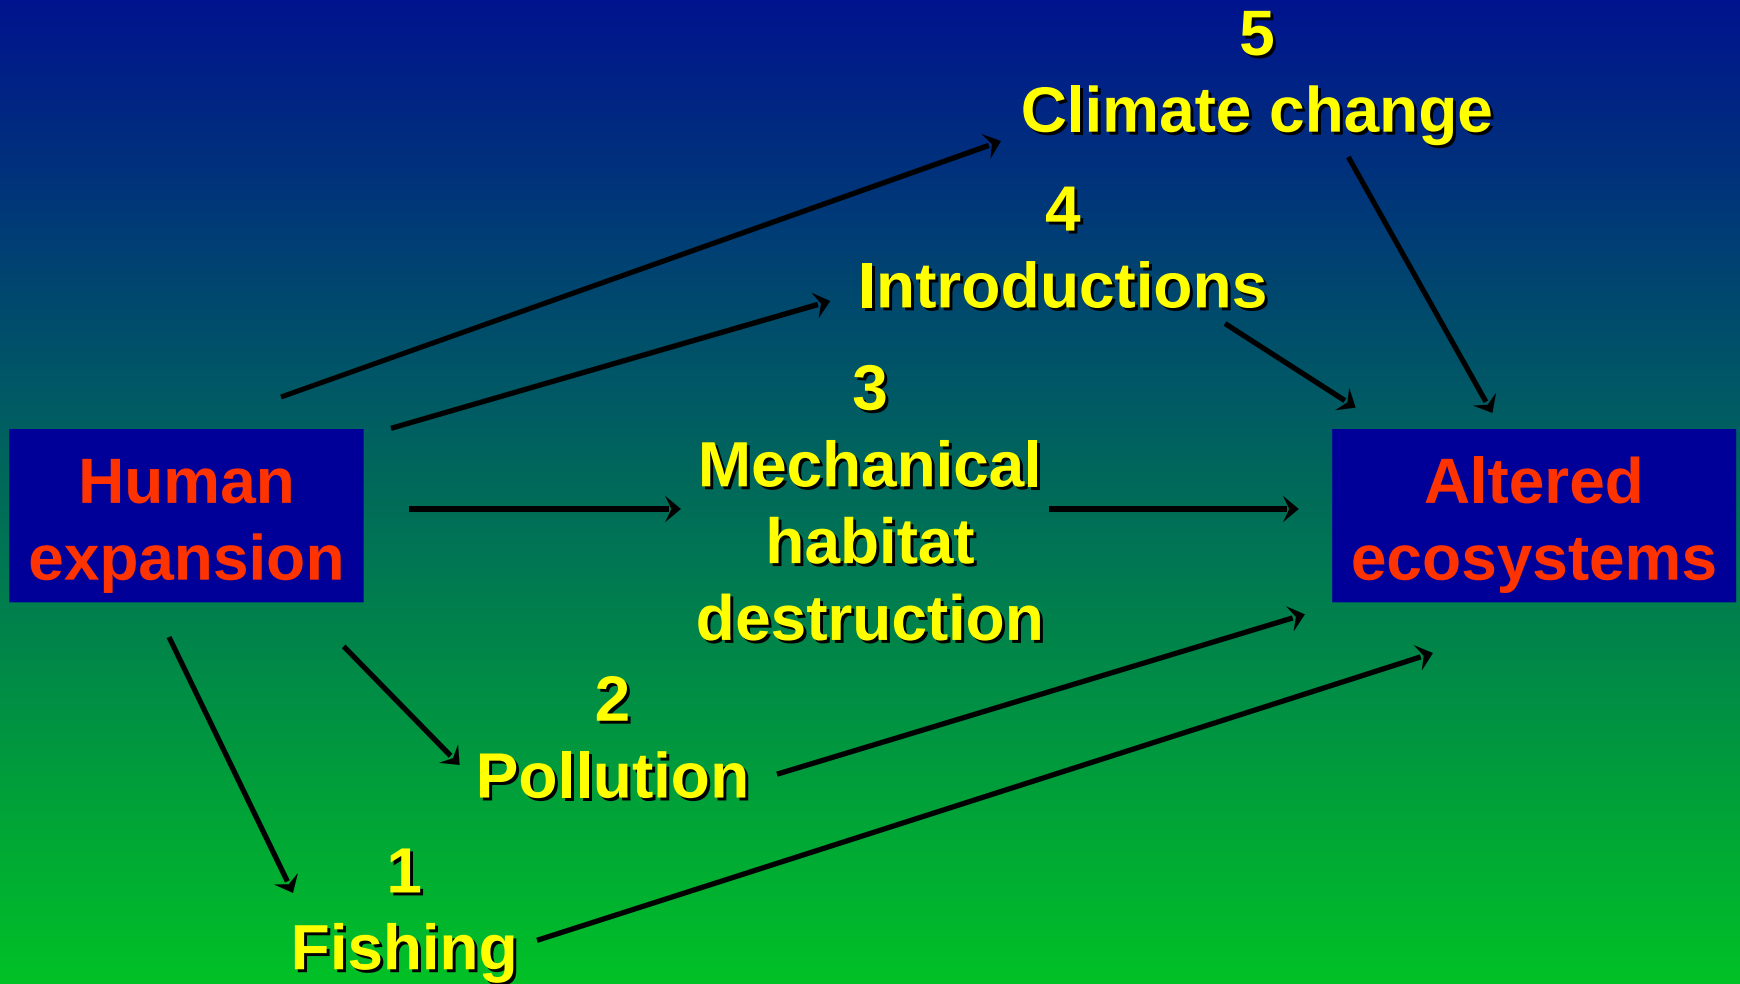 5
Climate change
4
Introductions
3
Mechanical
habitat
destruction
Human
expansion
Altered
ecosystems
2
Pollution
1
Fishing